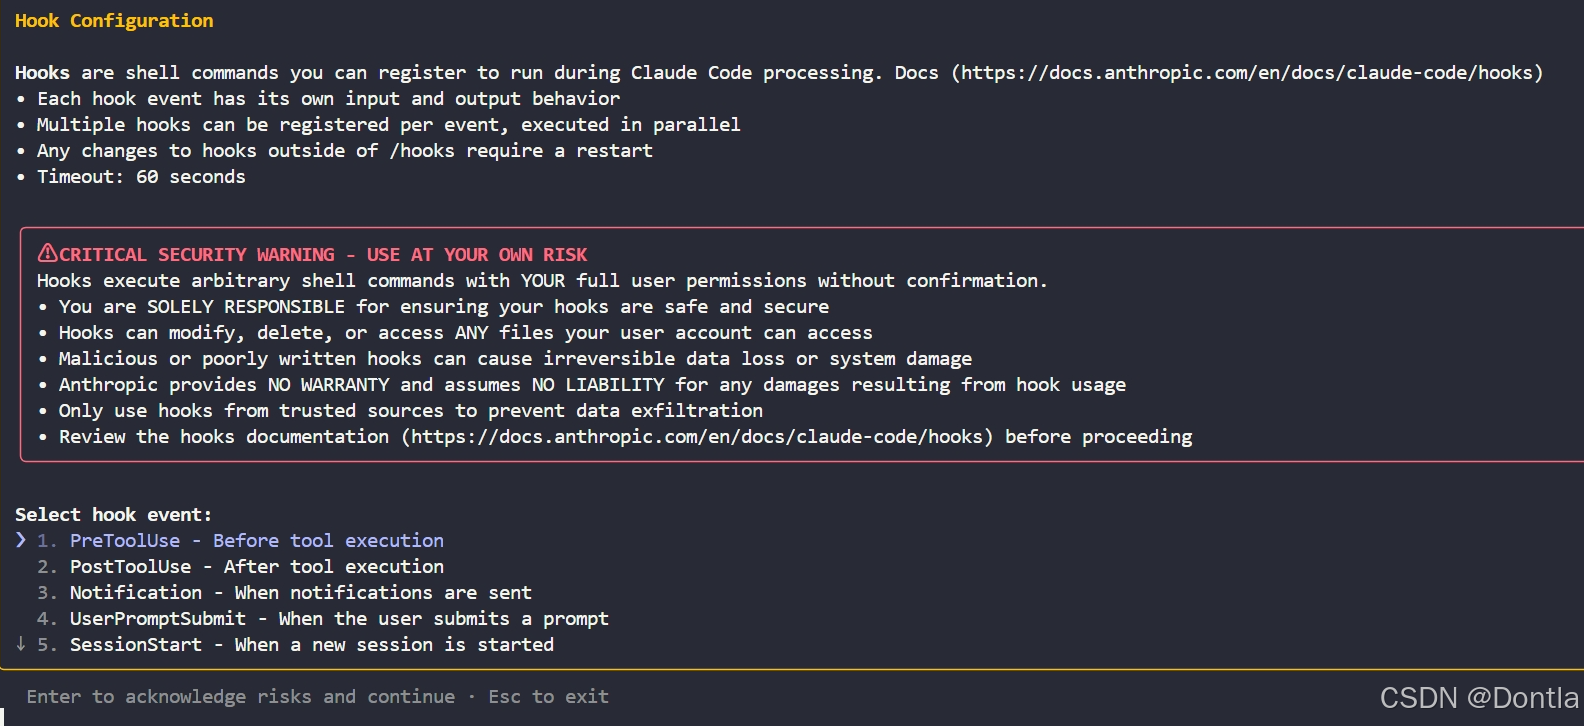 Hook Configuration
Hooks are shell commands you can register to run during Claude Code processing. Docs (https://docs.anthropic.com/en/docs/claude-code/hooks)
• Each hook event has its own input and output behavior
• Multiple hooks can be registered per event, executed in parallel
• Any changes to hooks outside of /hooks require a restart
• Timeout: 60 seconds
⚠CRITICAL SECURITY WARNING - USE AT YOUR OWN RISK
Hooks execute arbitrary shell commands with YOUR full user permissions without confirmation.
• You are SOLELY RESPONSIBLE for ensuring your hooks are safe and secure
• Hooks can modify, delete, or access ANY files your user account can access
• Malicious or poorly written hooks can cause irreversible data loss or system damage
• Anthropic provides NO WARRANTY and assumes NO LIABILITY for any damages resulting from hook usage
• Only use hooks from trusted sources to prevent data exfiltration
• Review the hooks documentation (https://docs.anthropic.com/en/docs/claude-code/hooks) before proceeding
Select hook event:
❯ 1. PreToolUse - Before tool execution
2. PostToolUse - After tool execution
3. Notification - When notifications are sent
4. UserPromptSubmit - When the user submits a prompt
↓ 5. SessionStart - When a new session is started
Enter to acknowledge risks and continue · Esc to exit
CSDN @Dontla